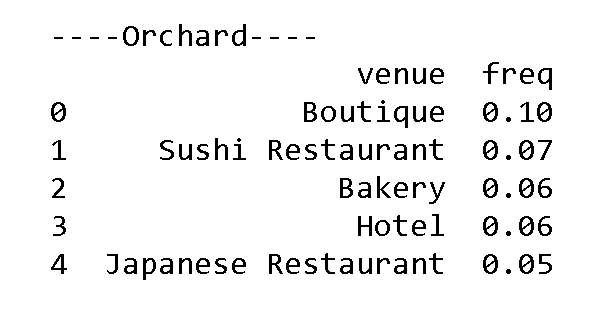 ----Orchard----
venue freq
0 Boutique 0.10
1 Sushi Restaurant 0.07
2 Bakery 0.06
3 Hotel 0.06
4 Japanese Restaurant 0.05